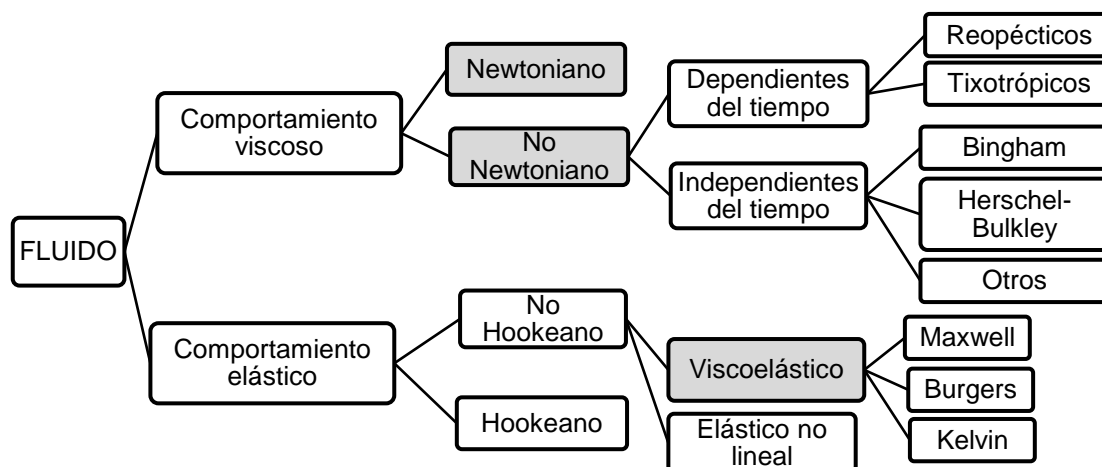 FLUIDO
Comportamiento
viscoso
Newtoniano
No
Newtoniano
Dependientes
del tiempo
Reopécticos
Tixotrópicos
Independientes
del tiempo
Bingham
Herschel-
Bulkley
Otros
Comportamiento
elástico
No
Hookeano
Hookeano
Viscoelástico
Elástico no
lineal
Maxwell
Burgers
Kelvin